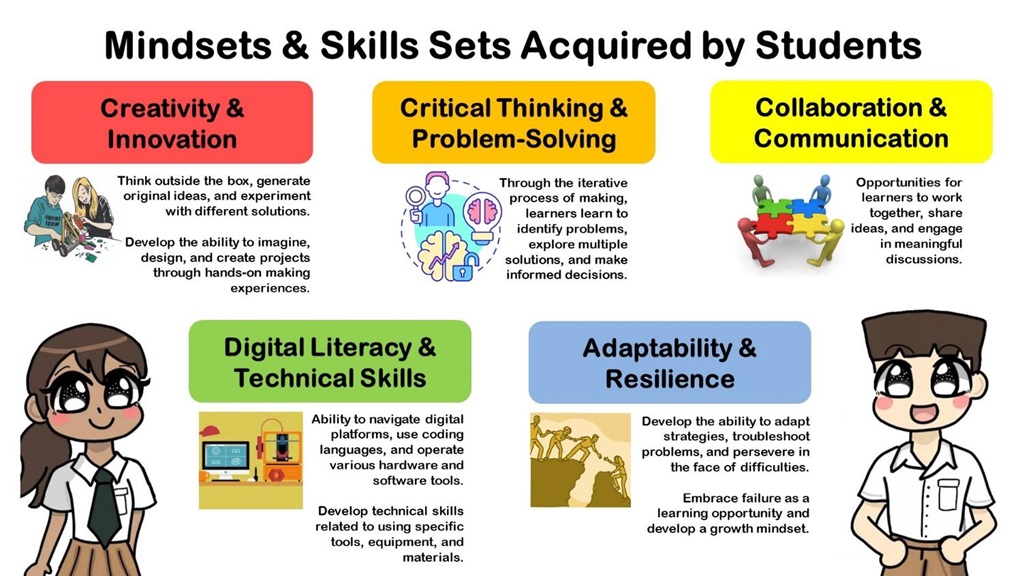 Mindsets & Skills Sets Acquired by Students
Creativity &
Innovation
Think outside the box, generate
original ideas, and experiment
with different solutions.
Develop the ability to imagine,
design, and create projects
through hands-on making
experiences.
Critical Thinking &
Problem-Solving
Through the iterative
process of making,
learners learn to
identify problems,
explore multiple
solutions, and make
informed decisions.
Collaboration &
Communication
Opportunities for
learners to work
together, share
ideas, and engage
in meaningful
discussions.
Digital Literacy &
Technical Skills
Ability to navigate digital
platforms, use coding
languages, and operate
various hardware and
software tools.
Develop technical skills
related to using specific
tools, equipment, and
materials.
Adaptability &
Resilience
Develop the ability to adapt
strategies, troubleshoot
problems, and persevere in
the face of difficulties.
Embrace failure as a
learning opportunity and
develop a growth mindset.